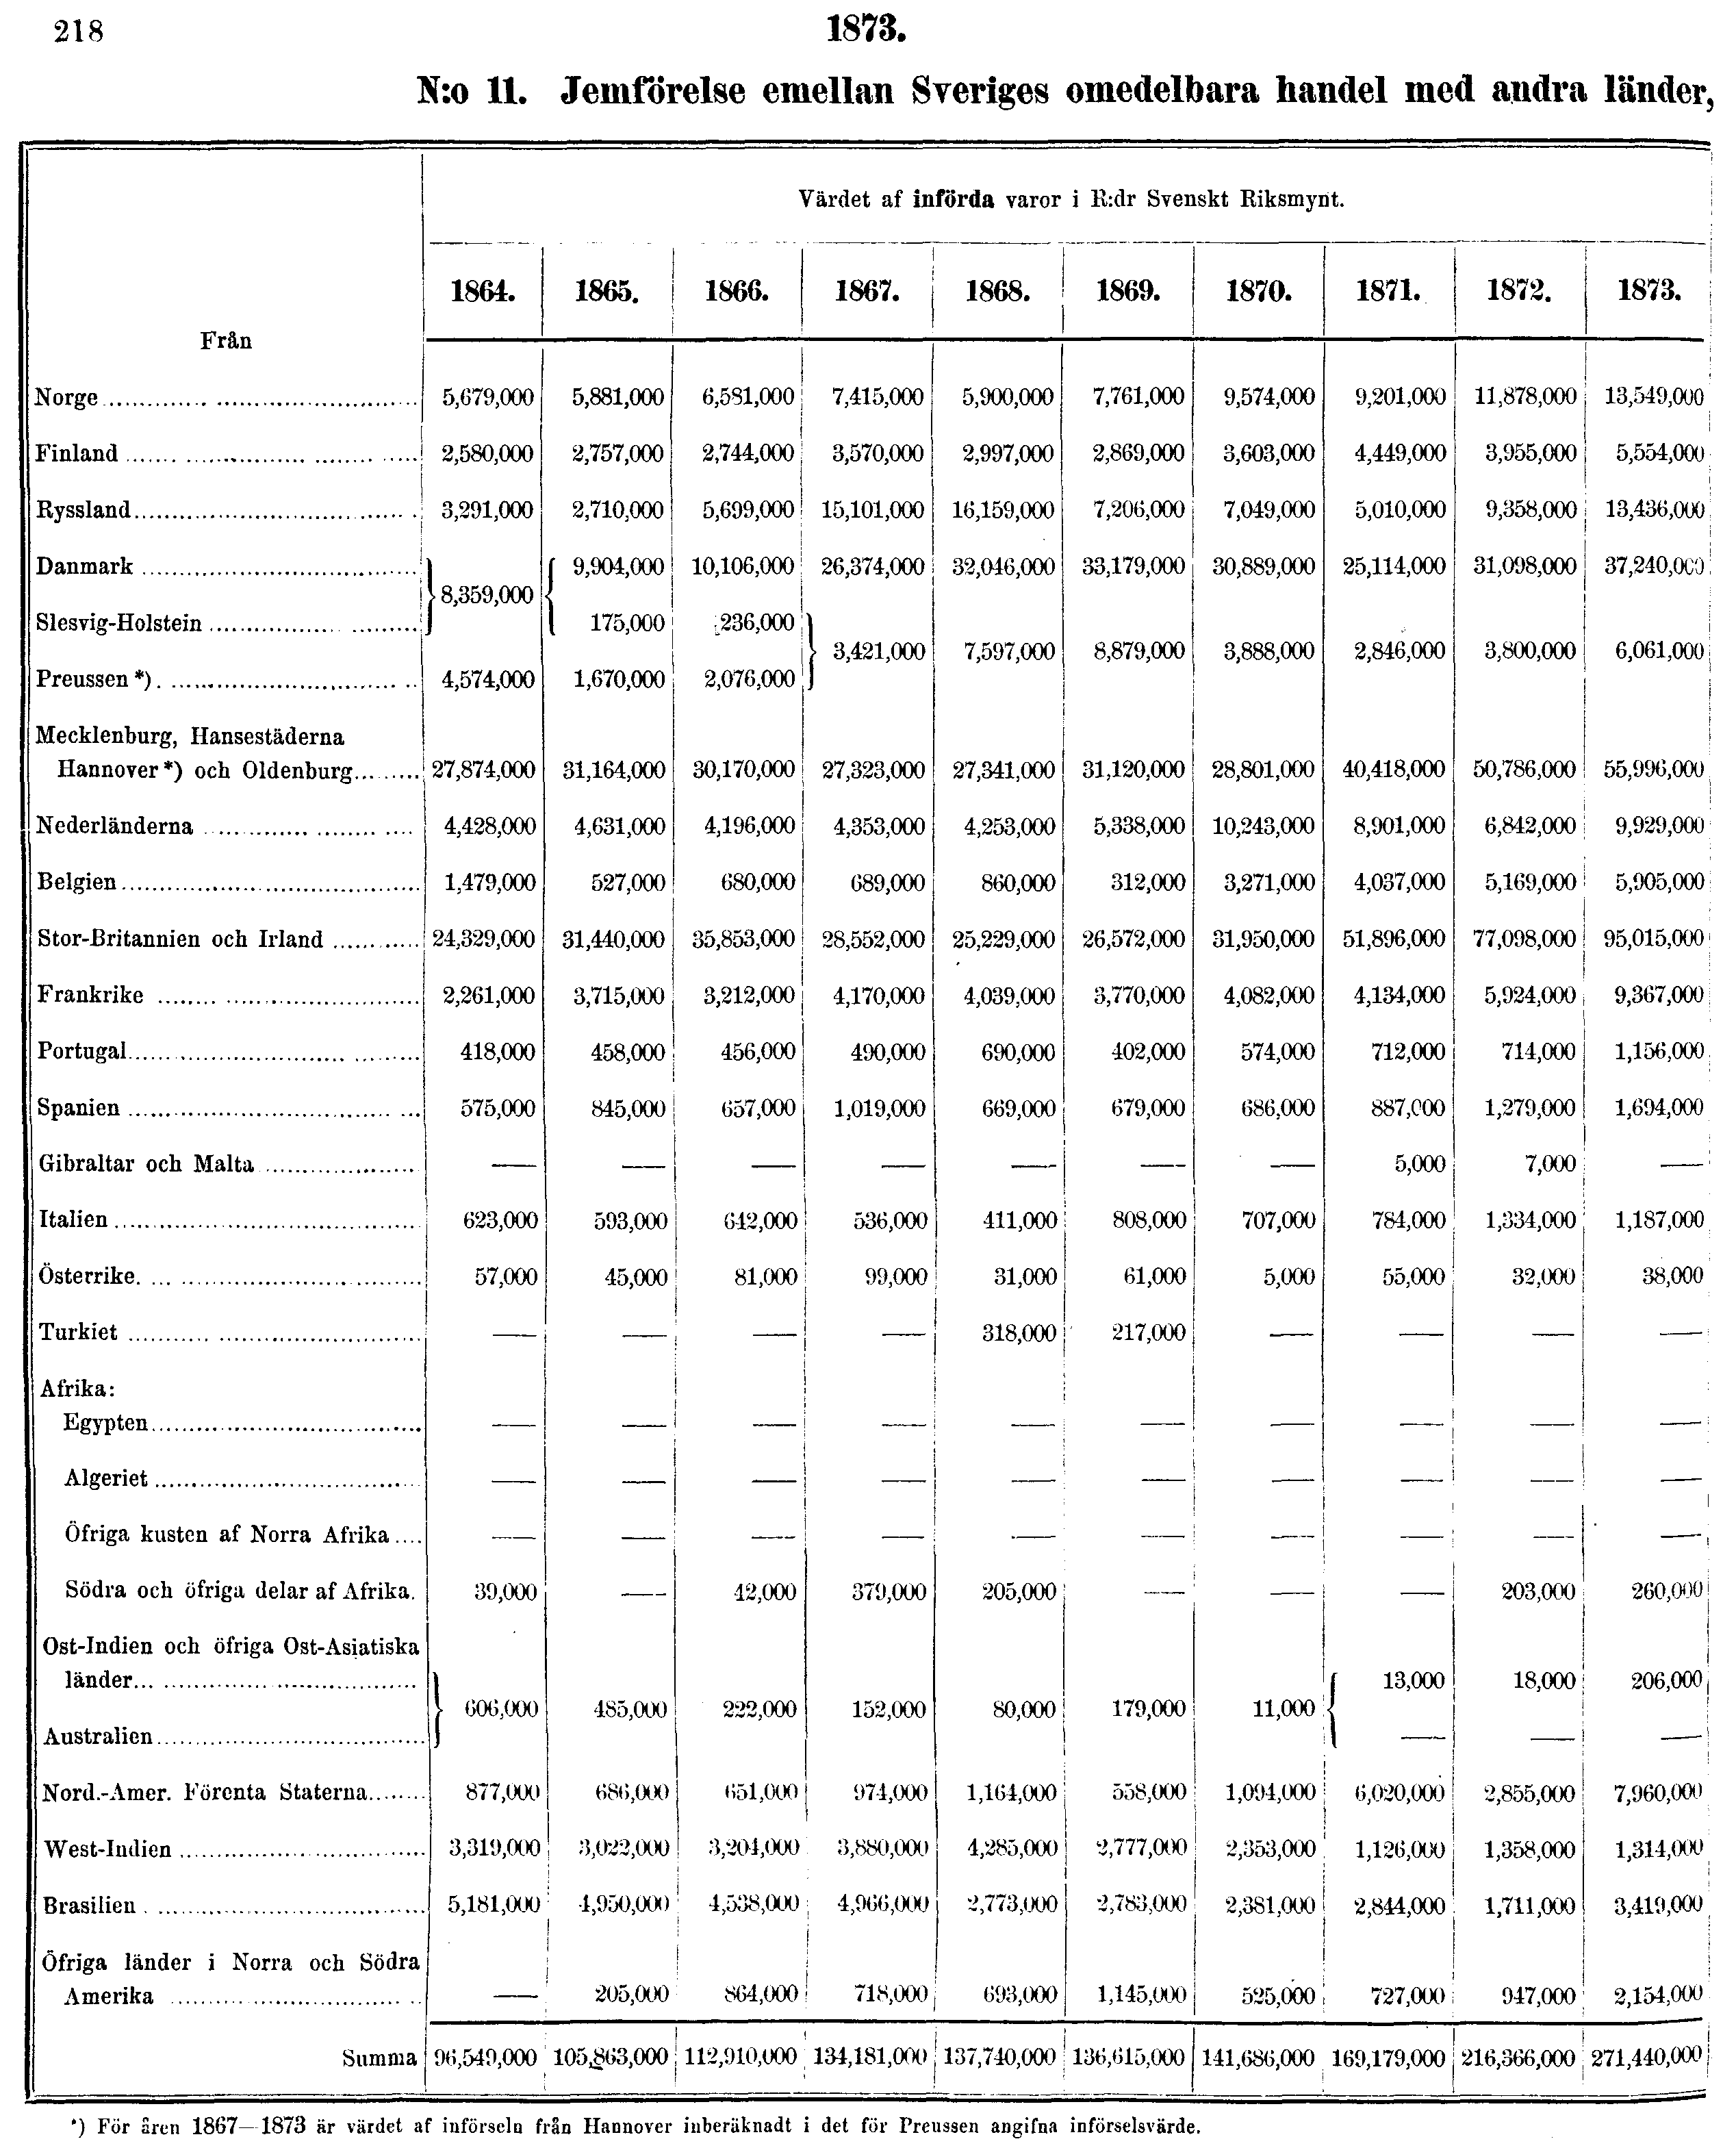 218
1873.
N:o 11. Jemförelse emellan Sveriges omedelbara handel med andra länder,
Värdet af införda varor i R:dr Svenskt Riksmynt.
Från 1864. 1865. 1866. 1867. 1868. 1869. 1870. 1871. 1872. 1873.
Norge 5,679,000 5,881,000 6,581,000 7,415,000 5,900,000 7,761,000 9,574,000 9,201,000 11,878,000 13,549,000
Finland 2,580,000 2,757,000 2,744,000 3,570,000 2,997,000 2,869,000 3,603,000 4,449,000 3,955,000 5,554,000
Ryssland 3,291,000 2,710,000 5,699,000 15,101,000 16,159,000 7,206,000 7,049,000 5,010,000 9,358,000 13,436,000
Danmark 9,904,000 10,106,000 26,374,000 32,046,000 33,179,000 30,889,000 25,114,000 31,098,000 37,240,000
8,359,000
Slesvig-Holstein 175,000 236,000
3,421,000 7,597,000 8,879,000 3,888,000 2,846,000 3,800,000 6,061,000
Preussen *) 4,574,000 1,670,000 2,076,000
Mecklenburg, Hansestäderna
Hannover *) och Oldenburg 27,874,000 31,164,000 30,170,000 27,323,000 27,341,000 31,120,000 28,801,000 40,418,000 50,786,000 55,996,000
Nederländerna 4,428,000 4,631,000 4,196,000 4,353,000 4,253,000 5,338,000 10,243,000 8,901,000 6,842,000 9,929,000
Belgien 1,479,000 527,000 680,000 689,000 860,000 312,000 3,271,000 4,037,000 5,169,000 5,905,000
Stor-Britannien och Irland 24,329,000 31,440,000 35,853,000 28,552,000 25,229,000 26,572,000 31,950,000 51,896,000 77,098,000 95,015,000
Frankrike 2,261,000 3,715,000 3,212,000 4,170,000 4,039,000 3,770,000 4,082,000 4,134,000 5,924,000 9,367,000
Portugal 418,000 458,000 456,000 490,000 690,000 402,000 574,000 712,000 714,000 1,156,000
Spanien 575,000 845,000 657,000 1,019,000 669,000 679,000 686,000 887,000 1,279,000 1,694,000
Gibraltar och Malta — — — — — — — 5,000 7,000 —
Italien 623,000 593,000 642,000 536,000 411,000 808,000 707,000 784,000 1,334,000 1,187,000
Österrike 57,000 45,000 81,000 99,000 31,000 61,000 5,000 55,000 32,000 38,000
Turkiet — — — — 318,000 217,000 — — — —
Afrika:
Egypten — — — — — — — — — —
Algeriet — — — — — — — — — —
Öfriga kusten af Norra Afrika — — — — — — — — — —
Södra och öfriga delar af Afrika. 39,000 — 42,000 379,000 205,000 — — — 203,000 260,000
Ost-Indien och öfriga Ost-Asiatiska
länder 13,000 18,000 206,000
606,000 485,000 222,000 152,000 80,000 179,000 11,000
Australien — — —
Nord.-Amer. Förenta Staterna 877,000 686,000 651,000 974,000 1,164,000 558,000 1,094,000 6,020,000 2,855,000 7,960,000
West-Indien 3,319,000 3,022,000 3,204,000 3,880,000 4,285,000 2,777,000 2,353,000 1,126,000 1,358,000 1,314,000
Brasilien 5,181,000 4,950,000 4,538,000 4,966,000 2,773,000 2,783,000 2,381,000 2,844,000 1,711,000 3,419,000
Öfriga länder i Norra och Södra
Amerika — 205,000 864,000 718,000 693,000 1,145,000 525,000 727,000 947,000 2,154,000
Summa 96,549,000 105,863,000 112,910,000 134,181,000 137,740,000 136,615,000 141,686,000 169,179,000 216,366,000 271,440,000
*) För åren 1867—1873 är värdet af införseln från Hannover inberäknadt i det för Preussen angifna införselsvärde.